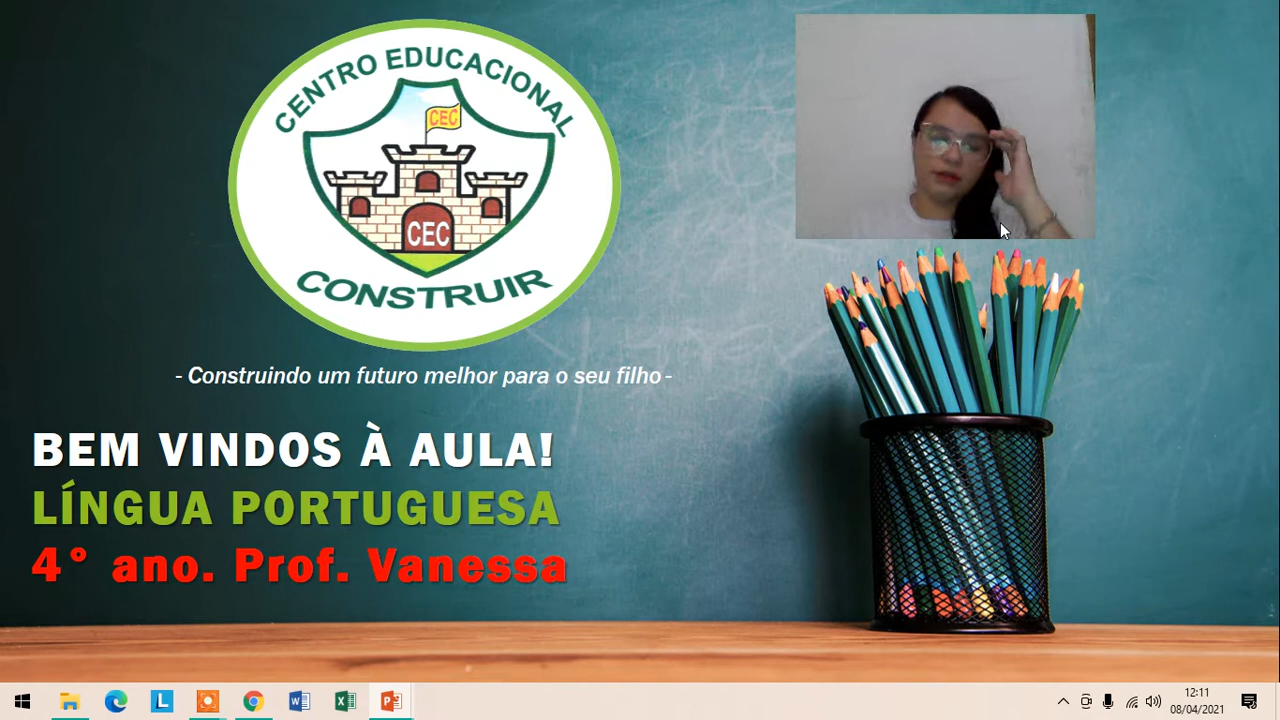 CENTRO EDUCACIONAL
CEC
CEC
CONSTRUIR
- Construindo um futuro melhor para o seu filho -
BEM VINDOS À AULA!
LÍNGUA PORTUGUESA
4° ano. Prof. Vanessa
12:11
08/04/2021